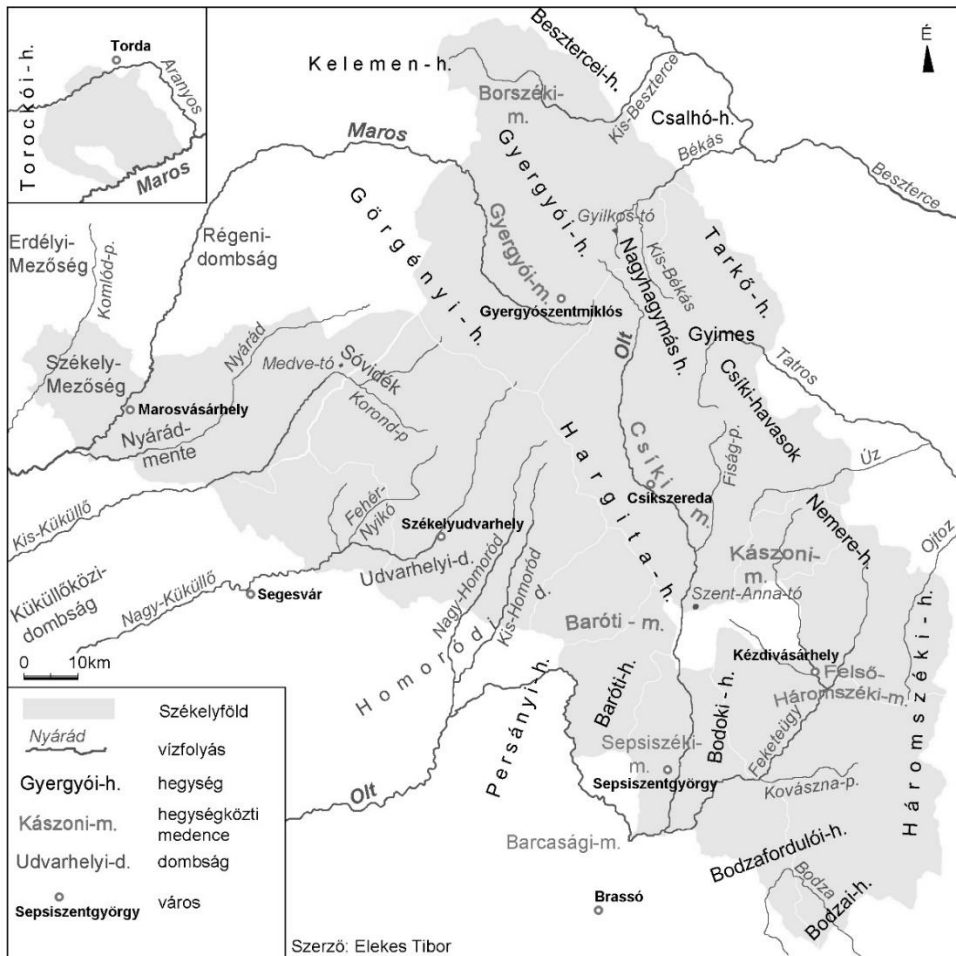 Torda
Aranyos
Torockói-h.
Maros
É
Kelemen-h.
Besztercei-h.
Borszéki-
m.
Kis-Beszterce
Csalhó-h.
Békás
Beszterce
Maros
Gyergyói-h.
Gyilkos-tó
Kis-Békás
Tarkő-h.
Erdélyi-
Mezőség
Komlód-p.
Régeni-
dombság
Görgényi-h.
Gyergyói-m.
Gyergyószentmiklós
Nagyhagymás h.
Olt
Gyimes
Tatros
Csíki-havasok
Székely-
Mezőség
Nyárád
Medve-tó
Sóvidék
Marosvásárhely
Korond-p
Nyárád-
mente
Hargita-h.
Csíki m.
Csíkszereda
Fiság-p.
Úz
Nemere-h.
Ojtoz
Kis-Küküllő
Fehér-
Nyikó
Székelyudvarhely
Udvarhelyi-d.
Kászoni-
m.
Szent-Anna-tó
Küküllőközi-
dombság
Nagy-Küküllő
Segesvár
Nagy-Homoród
Kis-Homoród
Homoródi d.
Baróti - m.
Kézdivásárhely
Felső-
Háromszéki-m.
Háromszéki-h.
0 10km
Persányi-h.
Baróti-h.
Bodoki - h.
Feketeügy
Sepsiszéki-
m.
Sepsiszentgyörgy
Kovászna-p.
Olt
Barcasági-m.
Bodzafordulói-h.
Bodza
Bodzai-h.
Brassó
Székelyföld
Nyárád
vízfolyás
Gyergyói-h.
hegység
Kászoni-m.
hegységközti
medence
Udvarhelyi-d.
dombság
Sepsiszentgyörgy
város
Szerző: Elekes Tibor